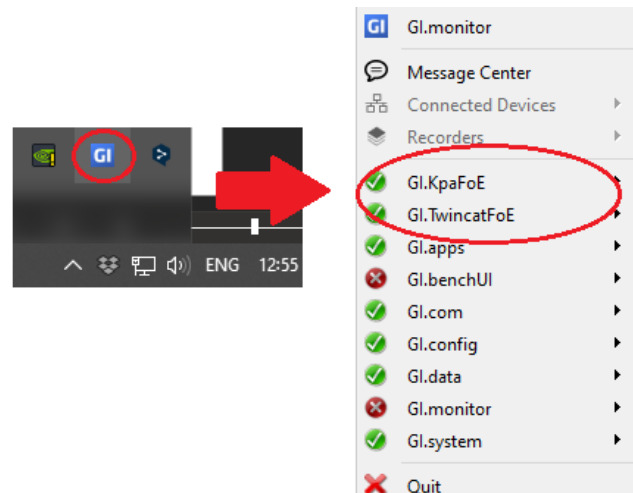 GI
ENG 12:55
GI GI.monitor
Message Center
Connected Devices
Recorders
GI.KpaFoE
GI.TwincatFoE
GI.apps
GI.benchUI
GI.com
GI.config
GI.data
GI.monitor
GI.system
Quit